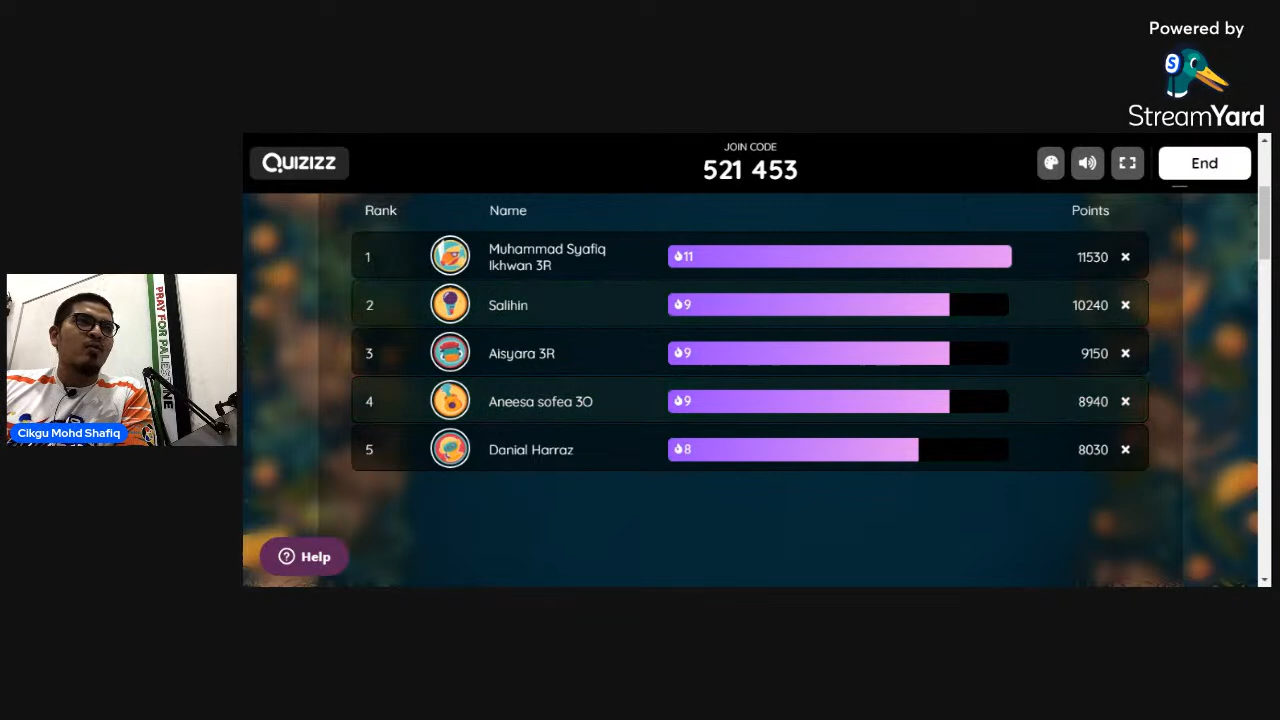 Powered by
S
StreamYard
QUIZIZZ
JOIN CODE
521 453
End
Rank Name Points
1 Muhammad Syafiq Ikhwan 3R 11 11530
2 Salihin 9 10240
3 Aisyara 3R 9 9150
4 Aneesa sofea 3O 9 8940
5 Danial Harraz 8 8030
Help
PRAY FOR PALESTINE
Cikgu Mohd Shafiq